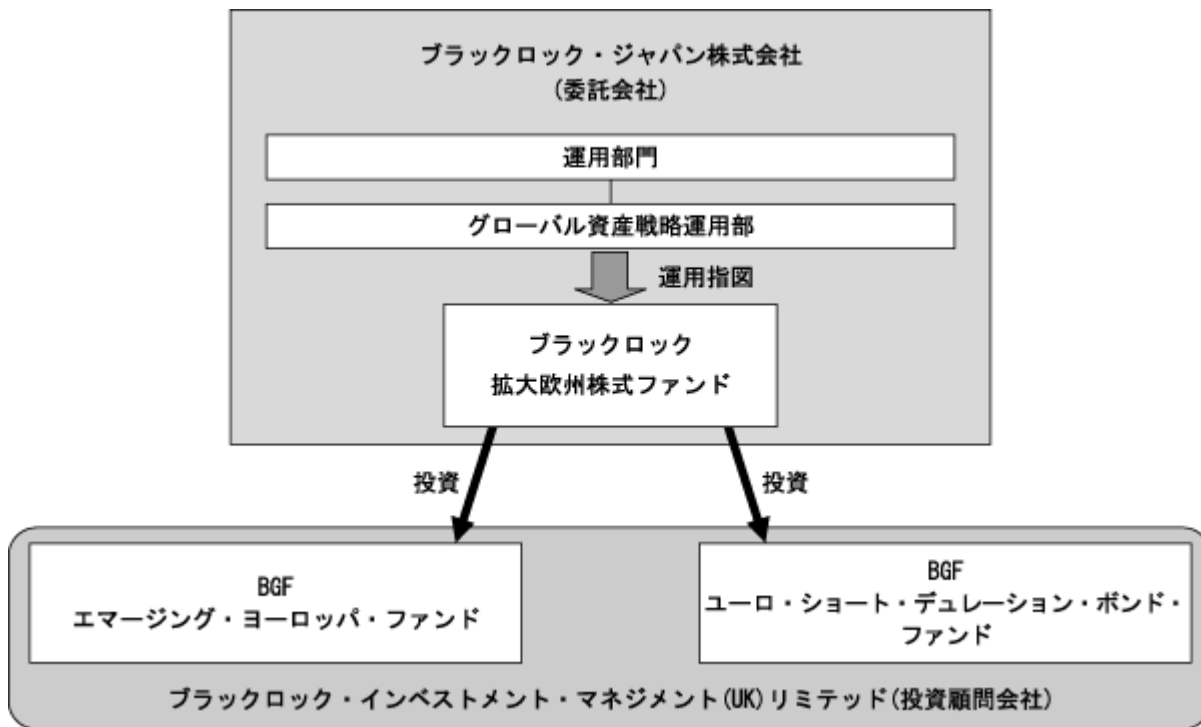 ブラックロック・ジャパン株式会社
(委託会社)
運用部門
グローバル資産戦略運用部
運用指図
ブラックロック
拡大欧州株式ファンド
投資
投資
BGF
エマージング・ヨーロッパ・ファンド
BGF
ユーロ・ショート・デュレーション・ボンド・
ファンド
ブラックロック・インベストメント・マネジメント(UK)リミテッド(投資顧問会社)